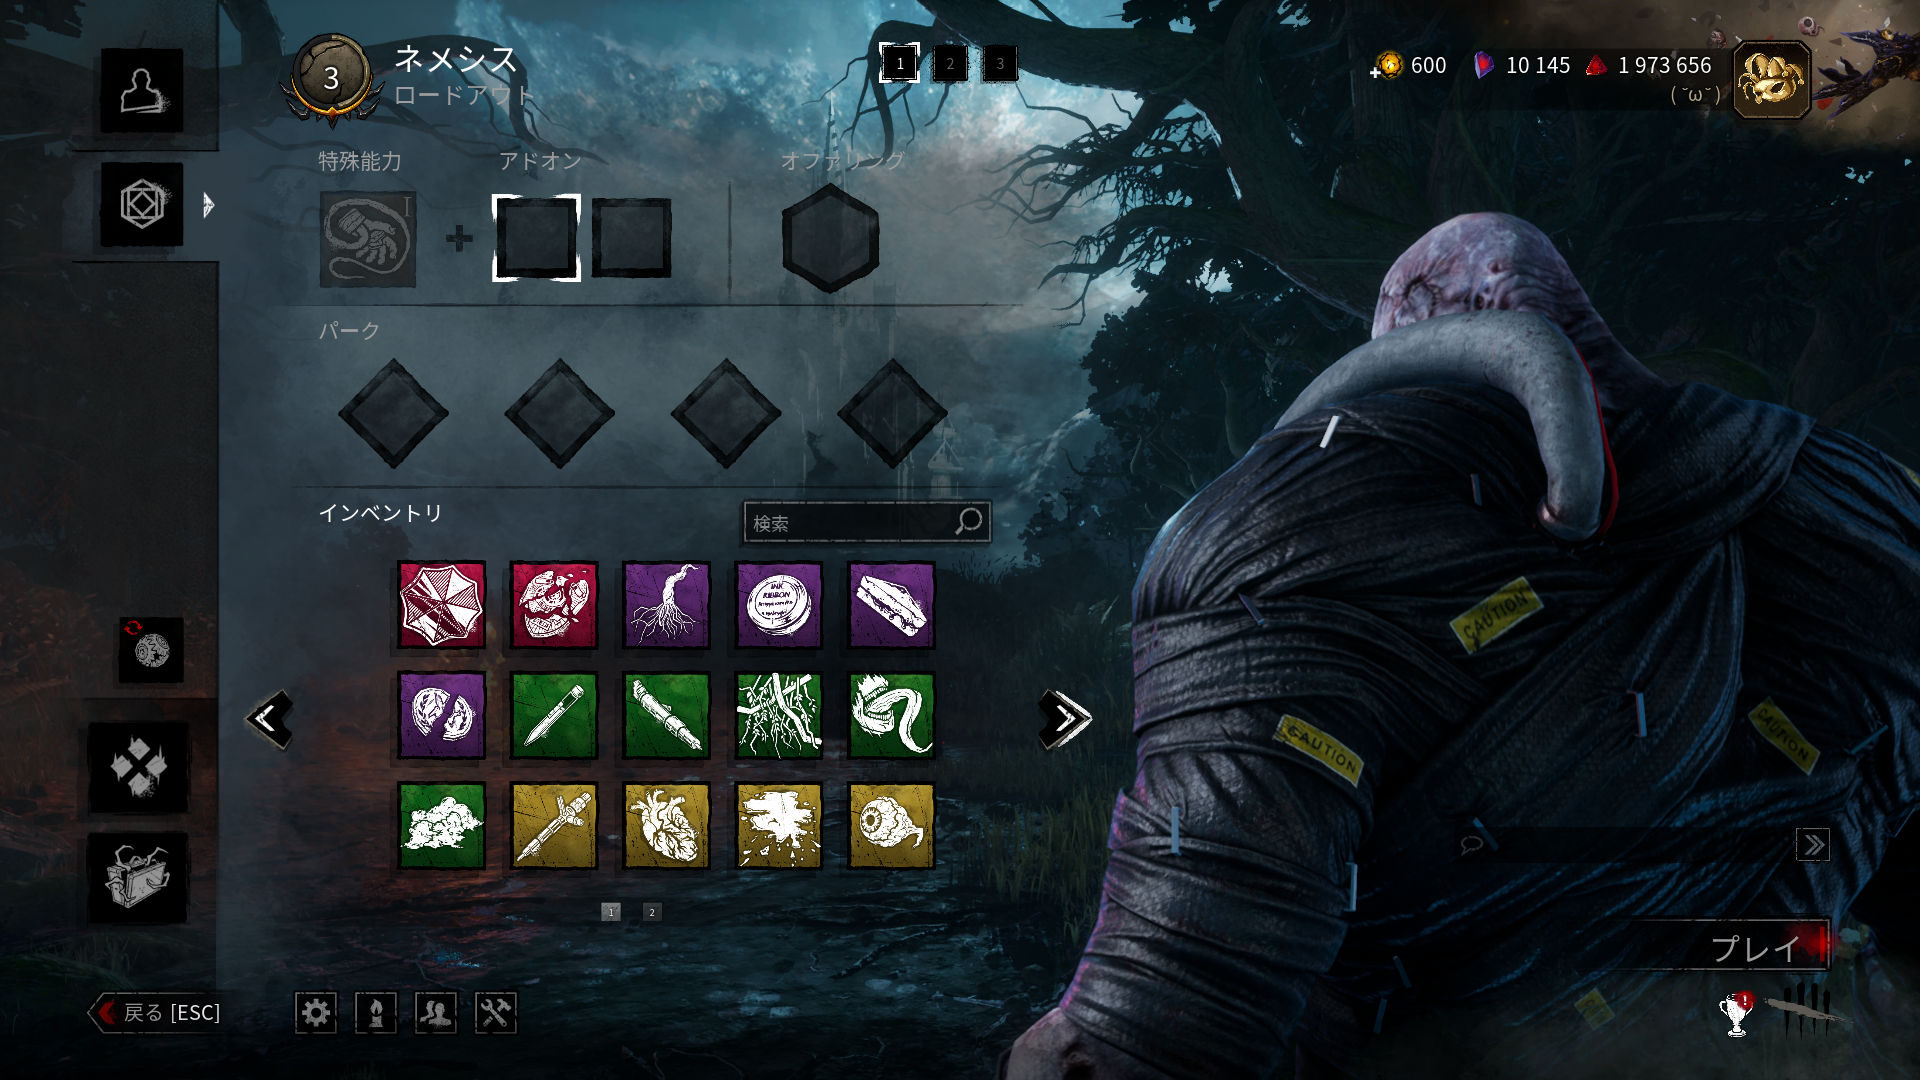 3
ネメシス
ロードアウト
1
2
3
600
10 145
1 973 656
( ˘ω˘ )
特殊能力
アドオン
オファリング
I
パーク
インベントリ
検索
INK
RIBBON
CAUTION
CAUTION
CAUTION
1
2
プレイ
戻る [ESC]